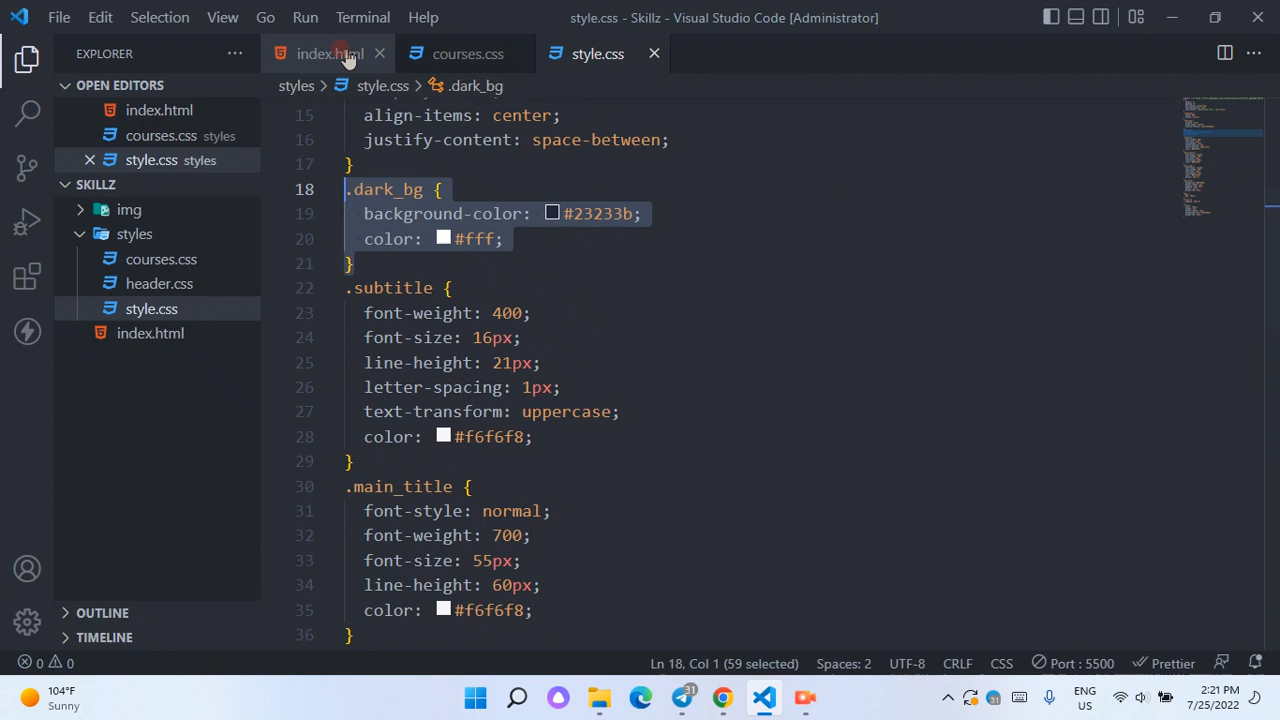 File Edit Selection View Go Run Terminal Help style.css - Skillz - Visual Studio Code [Administrator]
EXPLORER
index.html
courses.css
style.css
OPEN EDITORS
index.html
courses.css styles
style.css styles
SKILLZ
img
styles
courses.css
header.css
style.css
index.html
OUTLINE
TIMELINE
styles > style.css > .dark_bg
15 align-items: center;
16 justify-content: space-between;
17 }
18 .dark_bg {
19 background-color: #23233b;
20 color: #fff;
21 }
22 .subtitle {
23 font-weight: 400;
24 font-size: 16px;
25 line-height: 21px;
26 letter-spacing: 1px;
27 text-transform: uppercase;
28 color: #f6f6f8;
29 }
30 .main_title {
31 font-style: normal;
32 font-weight: 700;
33 font-size: 55px;
34 line-height: 60px;
35 color: #f6f6f8;
36 }
0 0 Ln 18, Col 1 (59 selected) Spaces: 2 UTF-8 CRLF CSS Port : 5500 Prettier
104°F
Sunny
31
31
ENG
US
2:21 PM
7/25/2022